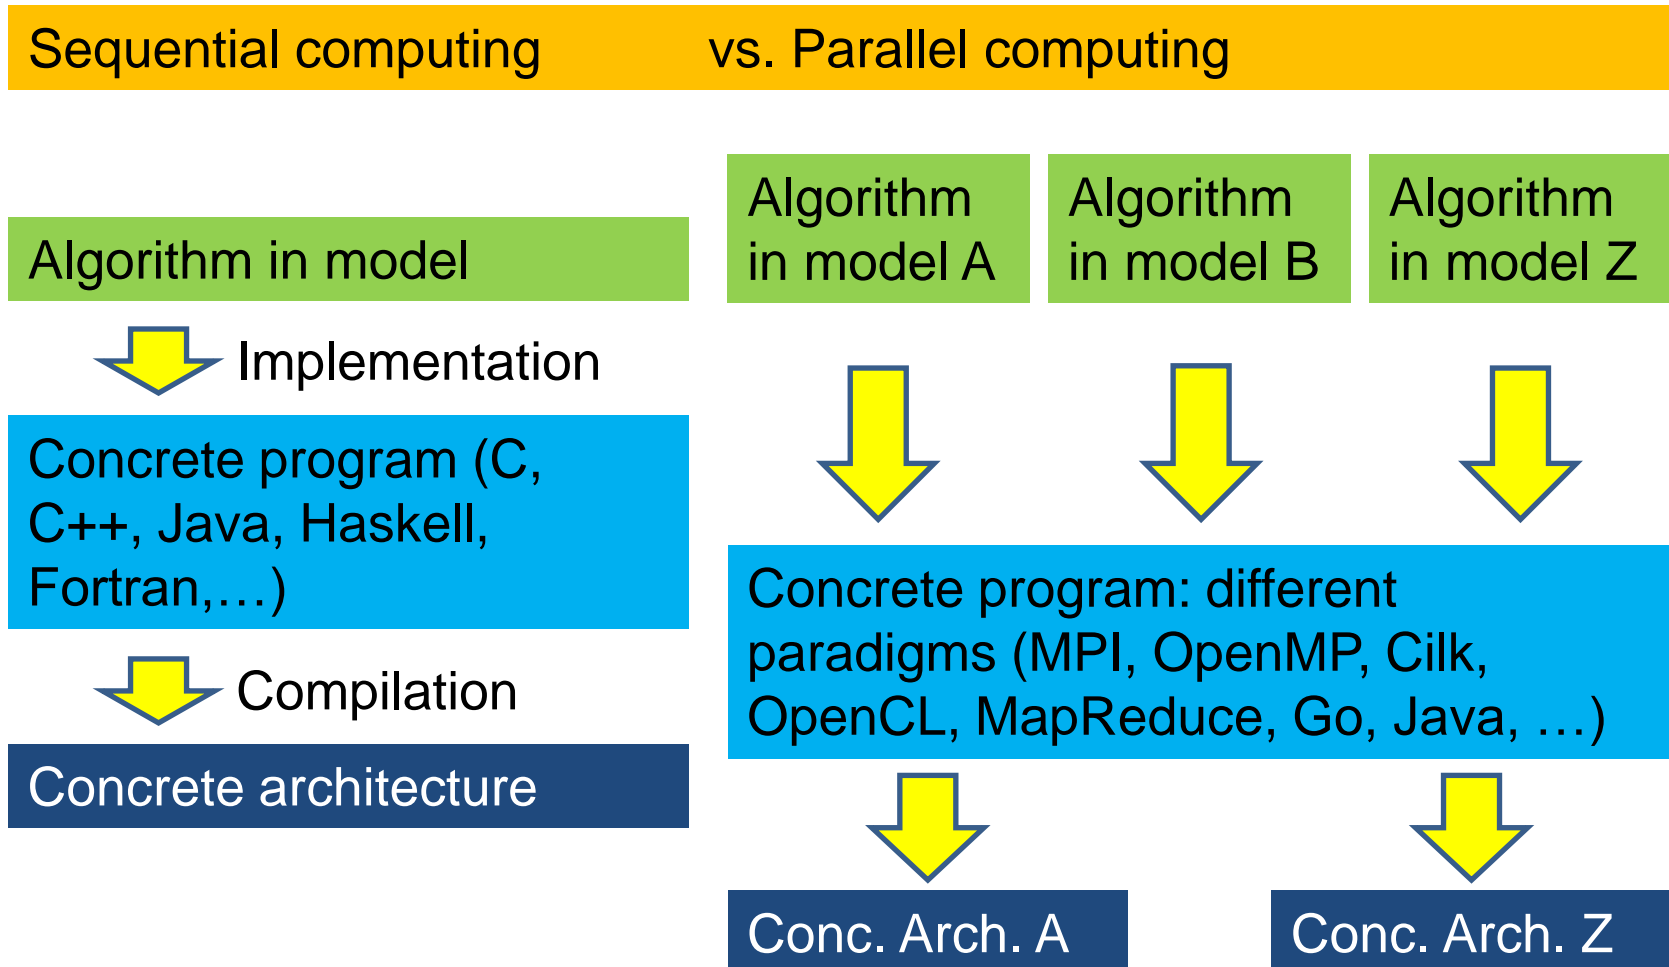 Sequential computing vs. Parallel computing
Algorithm in model
Implementation
Concrete program (C,
C++, Java, Haskell,
Fortran,…)
Compilation
Concrete architecture
Algorithm
in model A
Algorithm
in model B
Algorithm
in model Z
Concrete program: different
paradigms (MPI, OpenMP, Cilk,
OpenCL, MapReduce, Go, Java, …)
Conc. Arch. A
Conc. Arch. Z